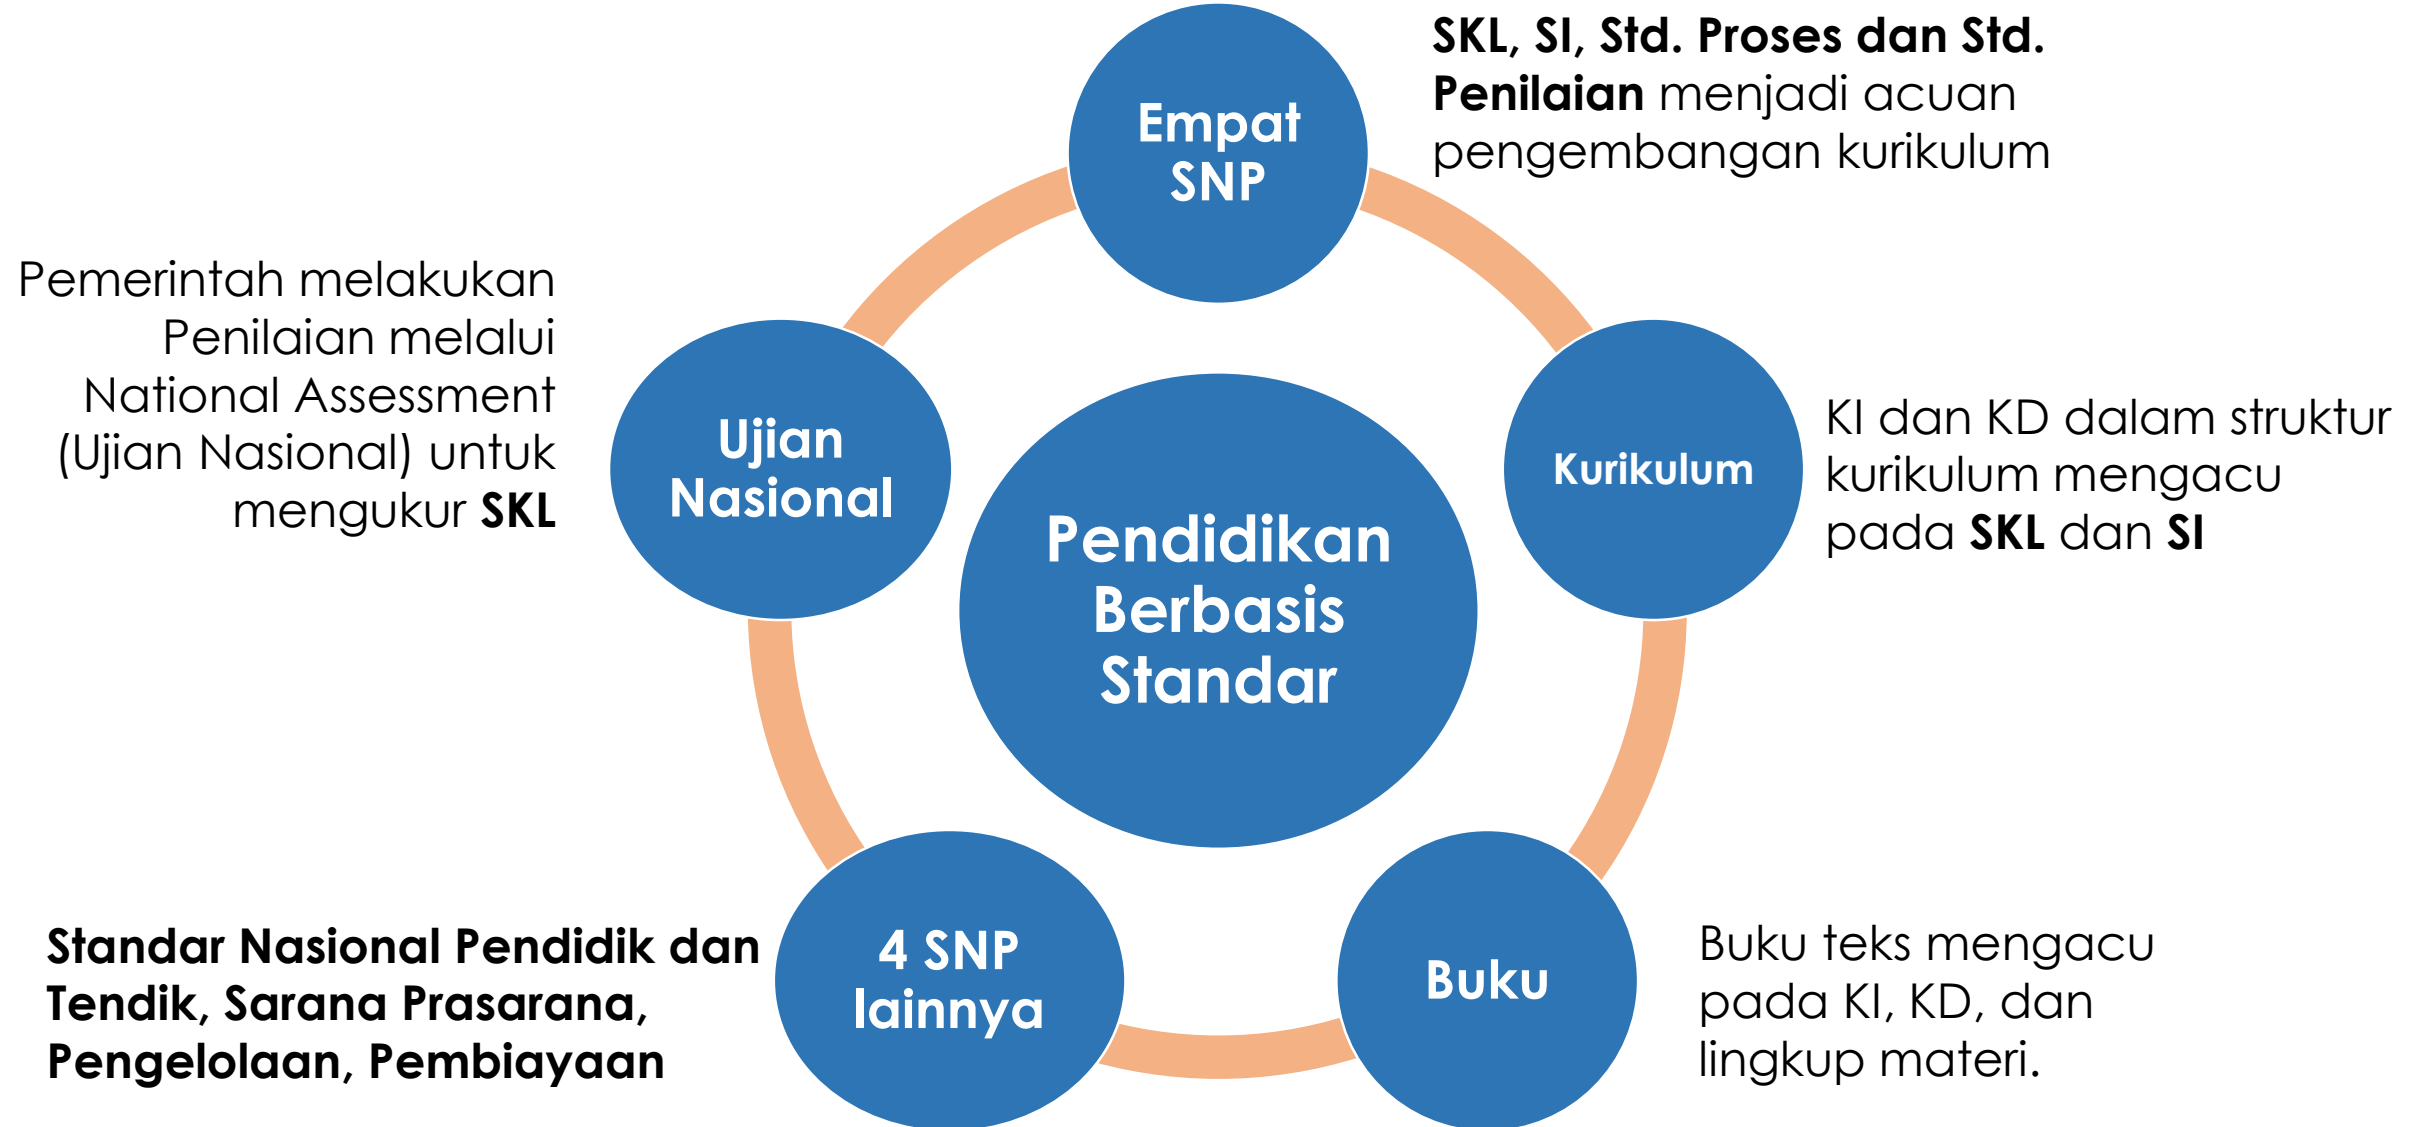 Empat
SNP
SKL, SI, Std. Proses dan Std.
Penilaian menjadi acuan
pengembangan kurikulum
Kurikulum
KI dan KD dalam struktur
kurikulum mengacu
pada SKL dan SI
Buku
Buku teks mengacu
pada KI, KD, dan
lingkup materi.
4 SNP
lainnya
Standar Nasional Pendidik dan
Tendik, Sarana Prasarana,
Pengelolaan, Pembiayaan
Ujian
Nasional
Pemerintah melakukan
Penilaian melalui
National Assessment
(Ujian Nasional) untuk
mengukur SKL
Pendidikan
Berbasis
Standar